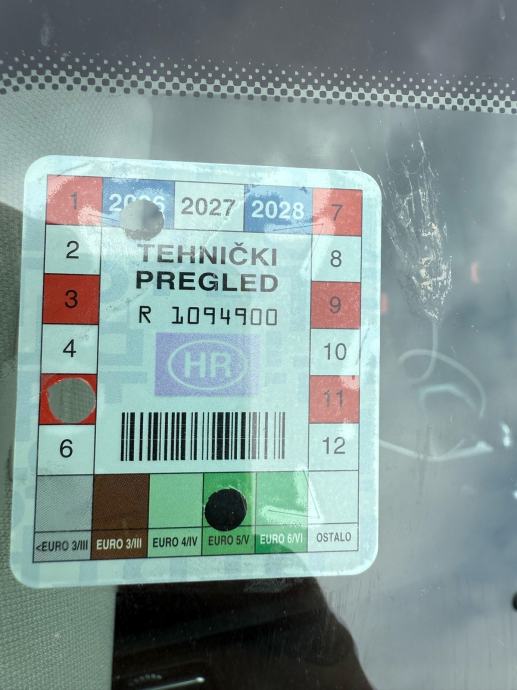 1 2026 2027 2028 7
2 TEHNIČKI 8
PREGLED
3 R 1094900 9
4 HR 10
11
6 12
<EURO 3/III EURO 3/III EURO 4/IV EURO 5/V EURO 6/VI OSTALO